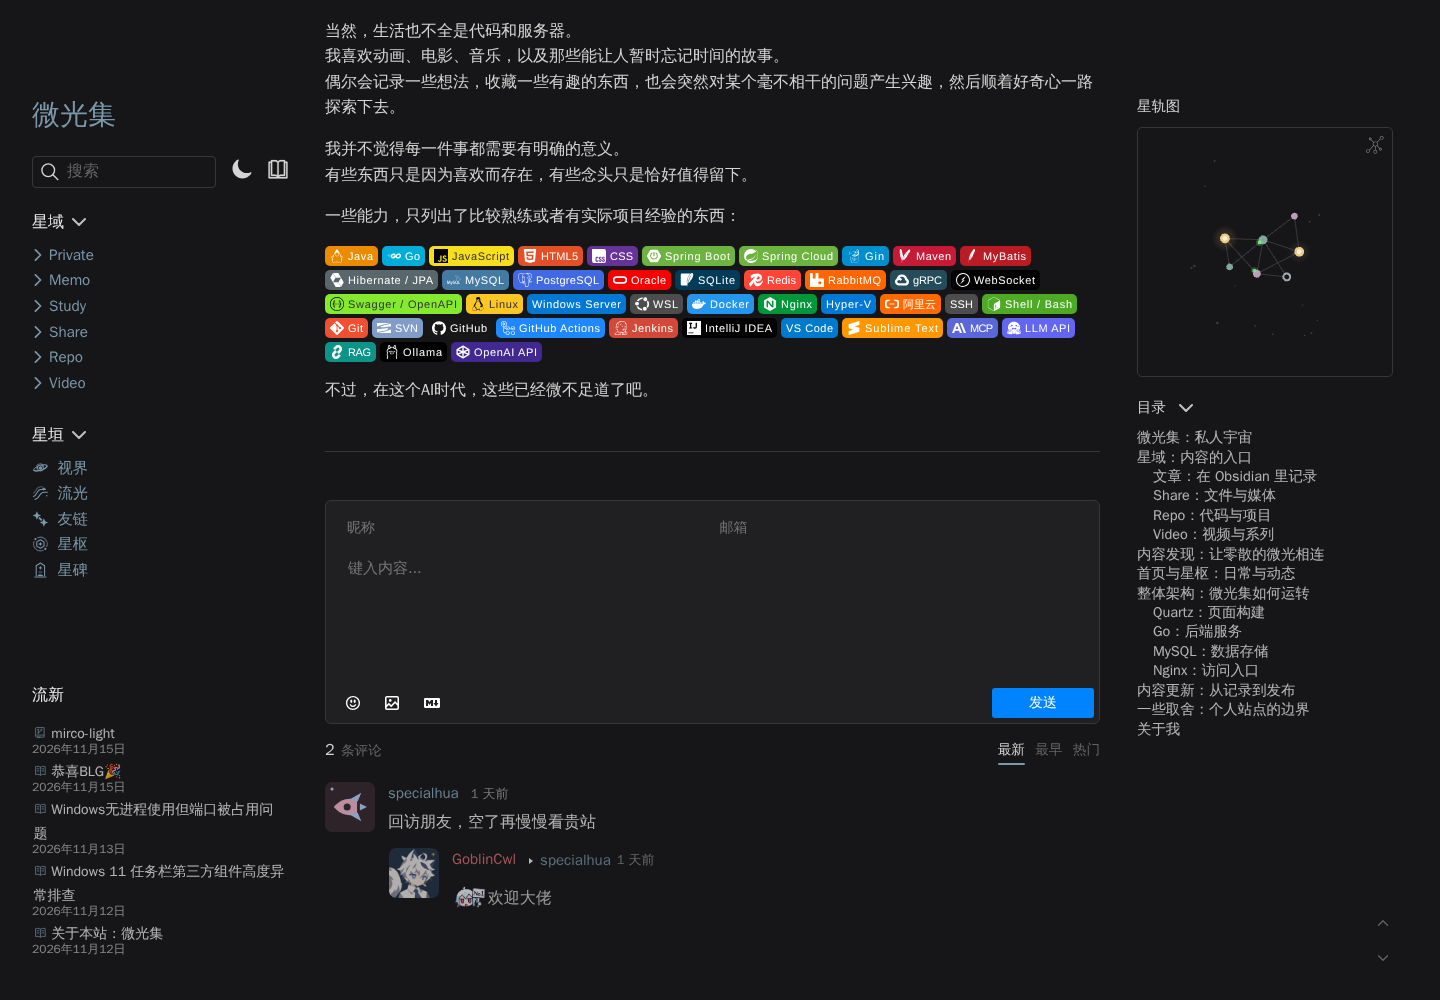 微光集
搜索
星域
Private
Memo
Study
Share
Repo
Video
星垣
视界
流光
友链
星枢
星碑
流新
mirco-light
2026年11月15日
恭喜BLG🎉
2026年11月15日
Windows无进程使用但端口被占用问
题
2026年11月13日
Windows 11 任务栏第三方组件高度异
常排查
2026年11月12日
关于本站：微光集
2026年11月12日
当然，生活也不全是代码和服务器。
我喜欢动画、电影、音乐，以及那些能让人暂时忘记时间的故事。
偶尔会记录一些想法，收藏一些有趣的东西，也会突然对某个毫不相干的问题产生兴趣，然后顺着好奇心一路
探索下去。
我并不觉得每一件事都需要有明确的意义。
有些东西只是因为喜欢而存在，有些念头只是恰好值得留下。
一些能力，只列出了比较熟练或者有实际项目经验的东西：
Java Go JavaScript HTML5 CSS Spring Boot Spring Cloud Gin Maven MyBatis
Hibernate / JPA MySQL PostgreSQL Oracle SQLite Redis RabbitMQ gRPC WebSocket
Swagger / OpenAPI Linux Windows Server WSL Docker Nginx Hyper-V 阿里云 SSH Shell / Bash
Git SVN GitHub GitHub Actions Jenkins IntelliJ IDEA VS Code Sublime Text MCP LLM API
RAG Ollama OpenAI API
不过，在这个AI时代，这些已经微不足道了吧。
昵称 邮箱
键入内容...
发送
2 条评论 最新 最早 热门
specialhua 1 天前
回访朋友，空了再慢慢看贵站
GoblinCwl specialhua 1 天前
欢迎大佬
星轨图
目录
微光集：私人宇宙
星域：内容的入口
文章：在 Obsidian 里记录
Share：文件与媒体
Repo：代码与项目
Video：视频与系列
内容发现：让零散的微光相连
首页与星枢：日常与动态
整体架构：微光集如何运转
Quartz：页面构建
Go：后端服务
MySQL：数据存储
Nginx：访问入口
内容更新：从记录到发布
一些取舍：个人站点的边界
关于我